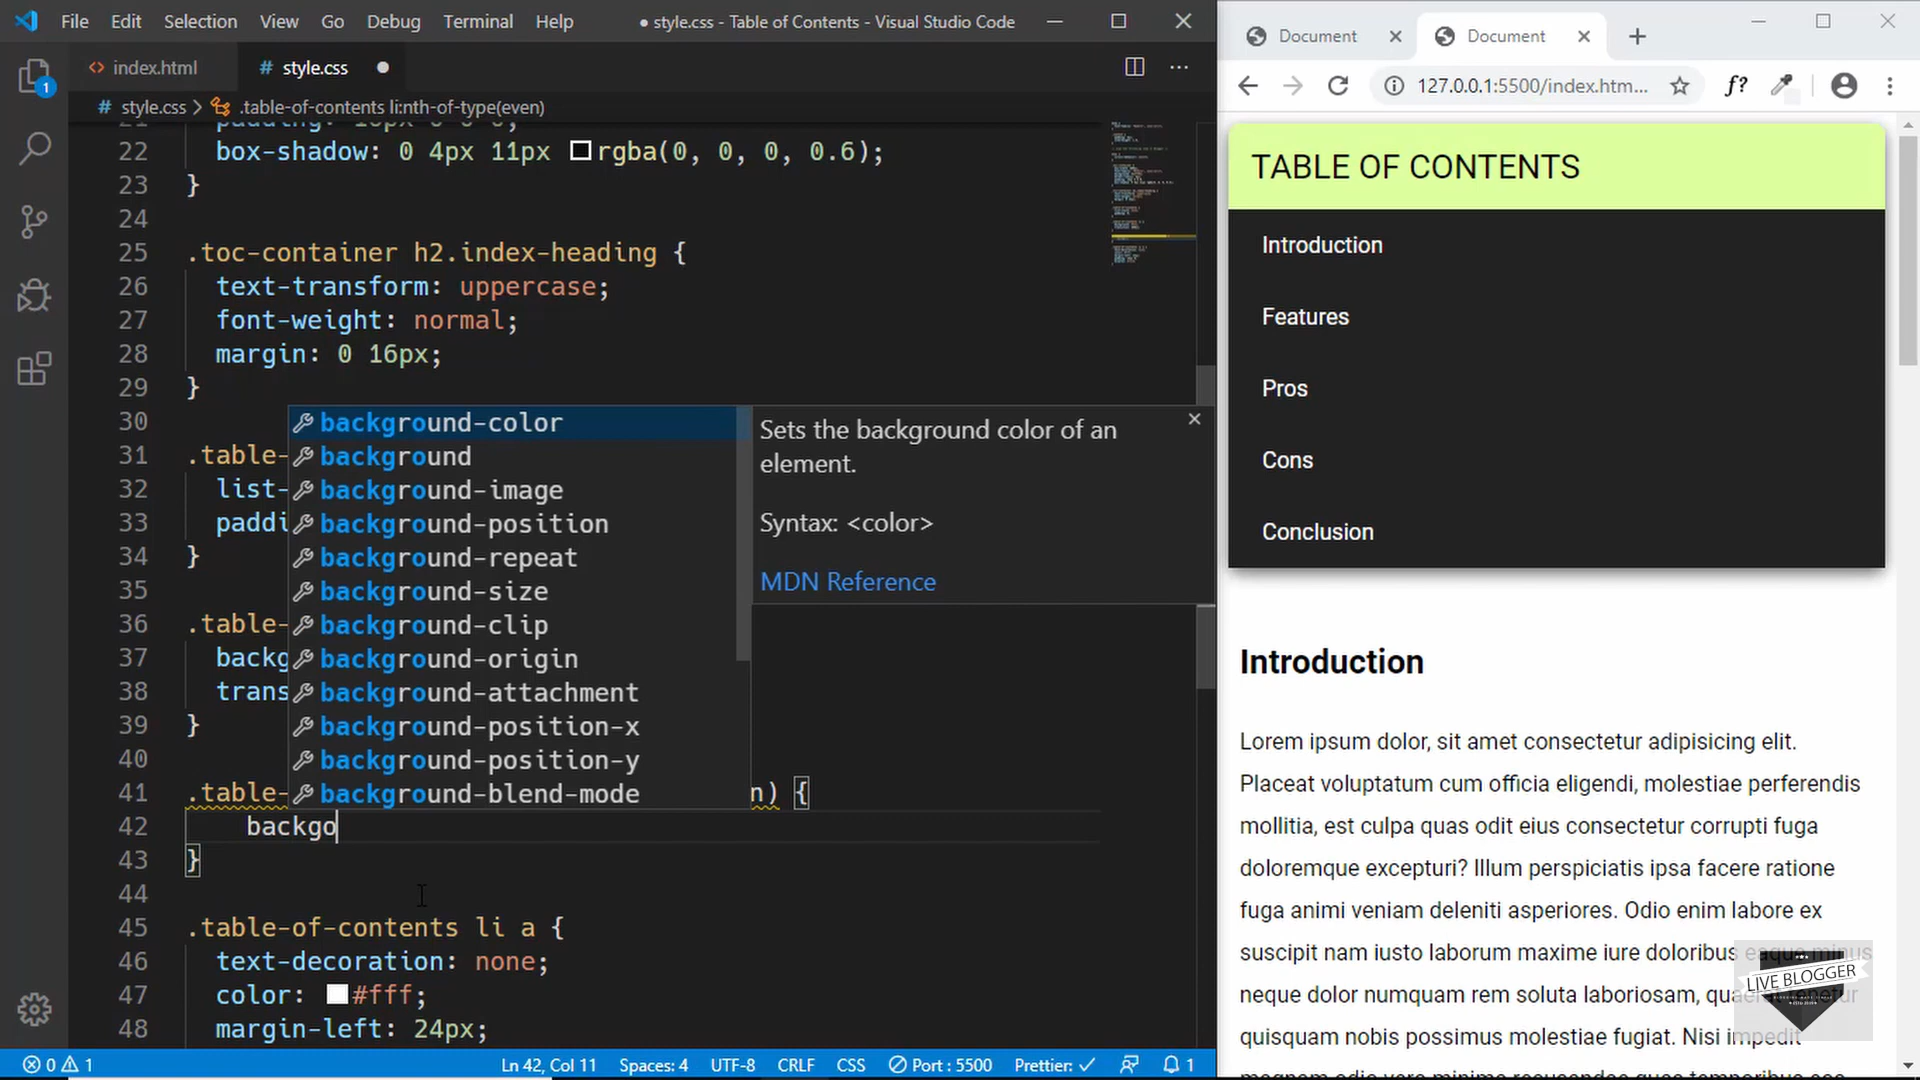 File Edit Selection View Go Debug Terminal Help ● style.css - Table of Contents - Visual Studio Code
index.html
# style.css ●
# style.css > .table-of-contents li:nth-of-type(even)
1
22 box-shadow: 0 4px 11px rgba(0, 0, 0, 0.6);
23 }
24
25 .toc-container h2.index-heading {
26 text-transform: uppercase;
27 font-weight: normal;
28 margin: 0 16px;
29 }
30
31 .table-
32 list-
33 paddi
34 }
35
36 .table-
37 backg
38 trans
39 }
40
41 .table- n) {
42 backgo
43 }
44
45 .table-of-contents li a {
46 text-decoration: none;
47 color: #fff;
48 margin-left: 24px;
background-color
background
background-image
background-position
background-repeat
background-size
background-clip
background-origin
background-attachment
background-position-x
background-position-y
background-blend-mode
Sets the background color of an
element.
Syntax: <color>
MDN Reference
0 1 Ln 42, Col 11 Spaces: 4 UTF-8 CRLF CSS Port : 5500 Prettier: ✓ 1
Document
Document
127.0.0.1:5500/index.htm...
f?
TABLE OF CONTENTS
Introduction
Features
Pros
Cons
Conclusion
Introduction
Lorem ipsum dolor, sit amet consectetur adipisicing elit.
Placeat voluptatum cum officia eligendi, molestiae perferendis
mollitia, est culpa quas odit eius consectetur corrupti fuga
doloremque excepturi? Illum perspiciatis ipsa facere ratione
fuga animi veniam deleniti asperiores. Odio enim labore ex
suscipit nam iusto laborum maxime iure doloribus eaque minus
neque dolor numquam rem soluta laboriosam,
quisquam nobis possimus molestiae fugiat. Nisi impedit
LIVE BLOGGER